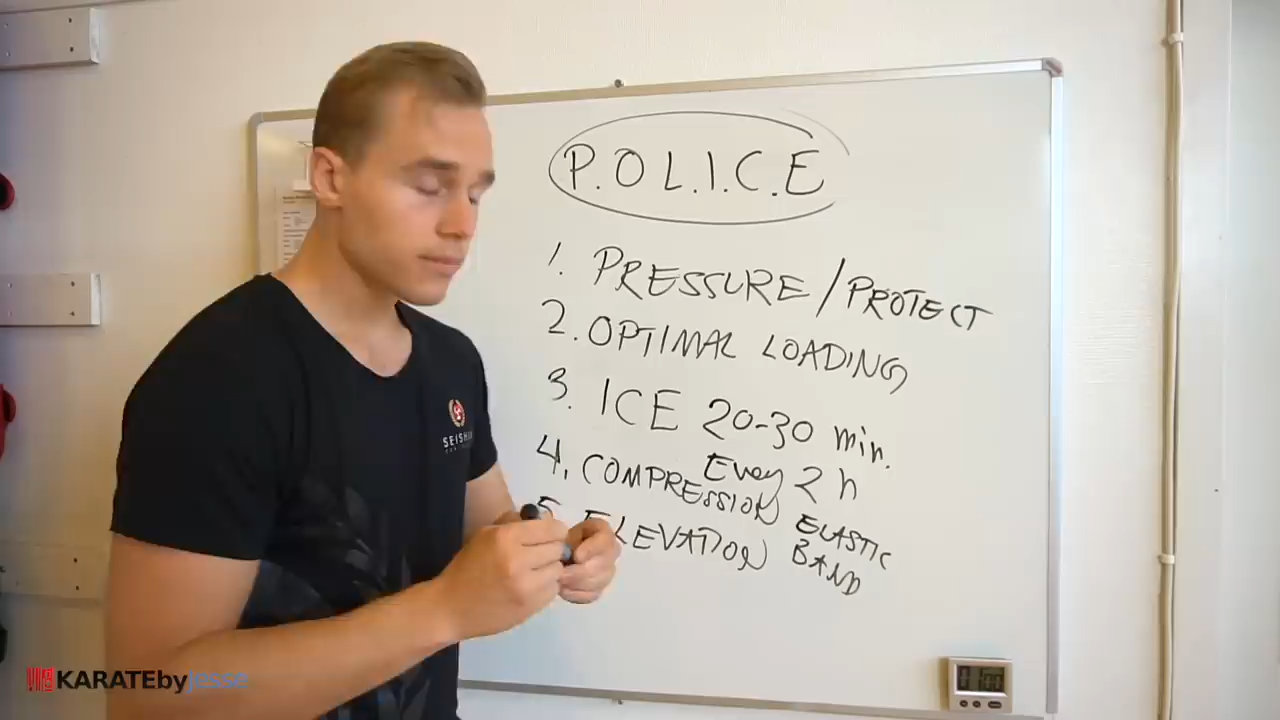 P.O.L.I.C.E
1. PRESSURE/PROTECT
2. OPTIMAL LOADING
3. ICE 20-30 min.
Every 2 h
4. COMPRESSION ELASTIC
BAND
5. ELEVATION
KARATEbyJesse